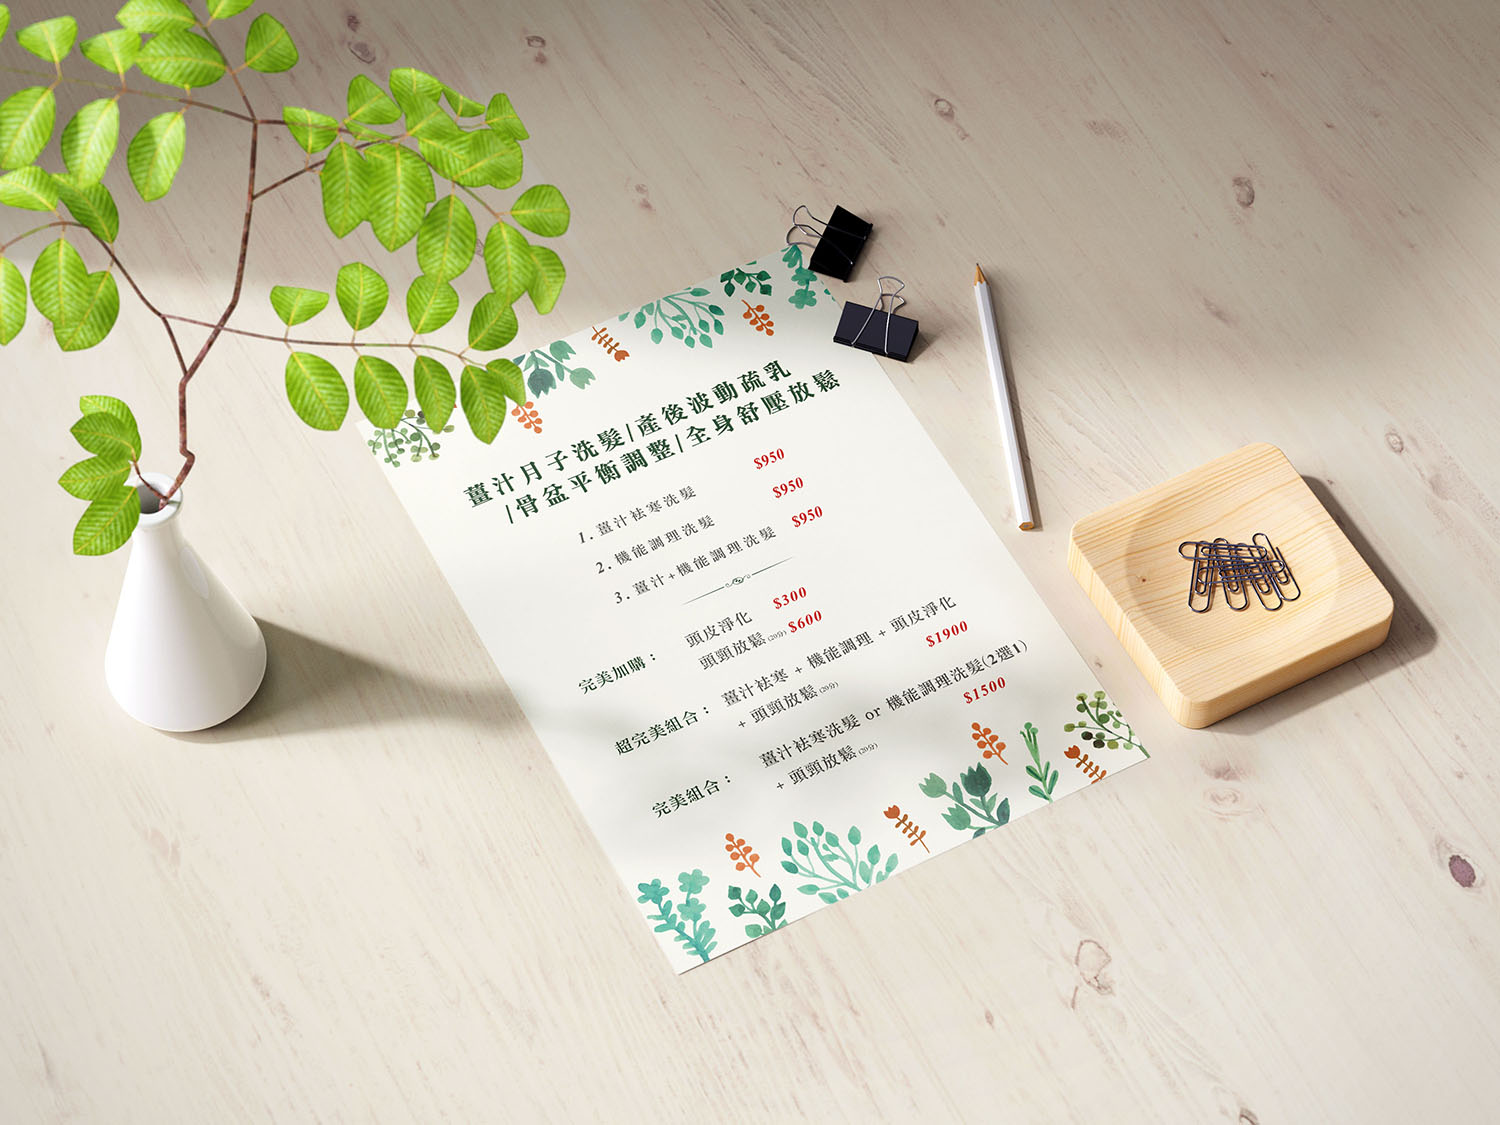 薑汁月子洗髮/產後波動疏乳
/骨盆平衡調整/全身舒壓放鬆
1.薑汁祛寒洗髮 $950
2.機能調理洗髮 $950
3.薑汁+機能調理洗髮 $950
完美加購：
頭皮淨化 $300
頭頸放鬆(20分) $600
超完美組合：
薑汁祛寒 + 機能調理 + 頭皮淨化
+ 頭頸放鬆(20分) $1900
完美組合：
薑汁祛寒洗髮 or 機能調理洗髮(2選1)
+ 頭頸放鬆(20分) $1500